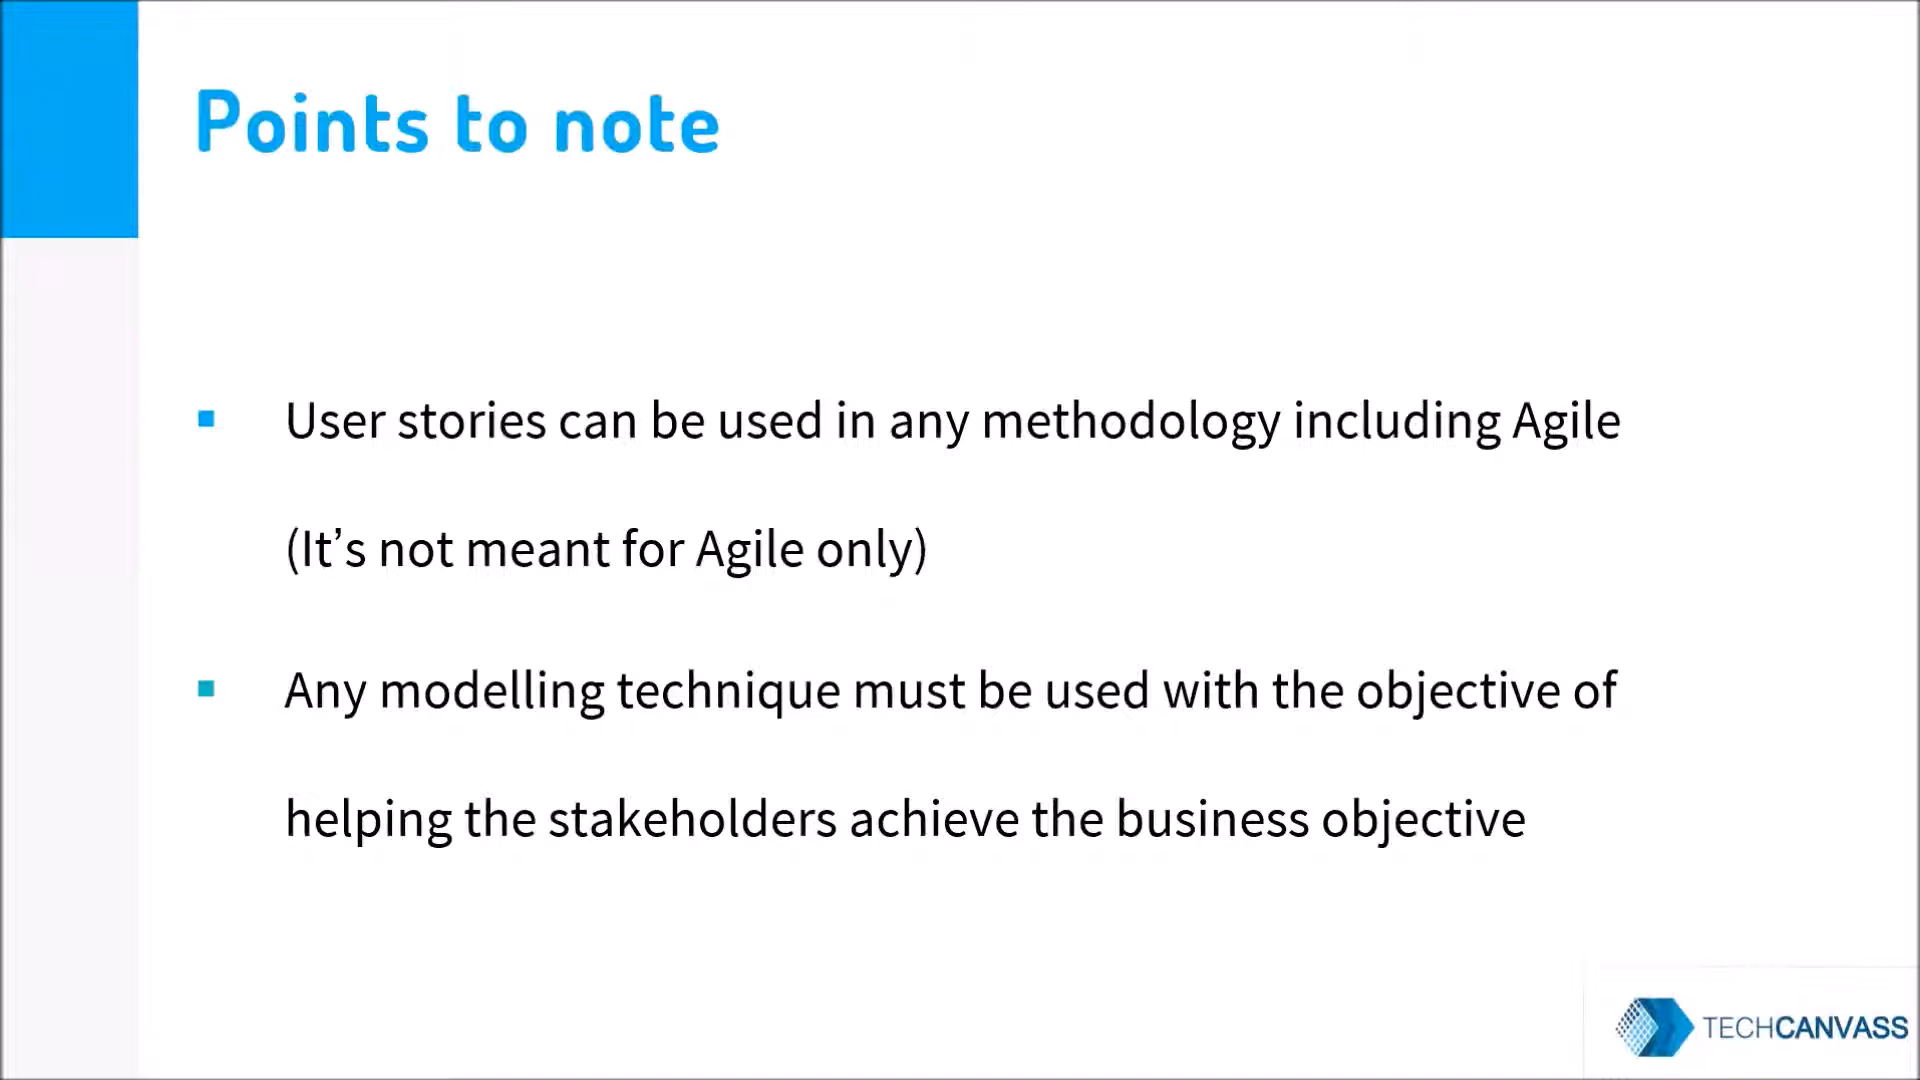 Points to note
User stories can be used in any methodology including Agile
(It’s not meant for Agile only)
Any modelling technique must be used with the objective of
helping the stakeholders achieve the business objective
TECHCANVASS